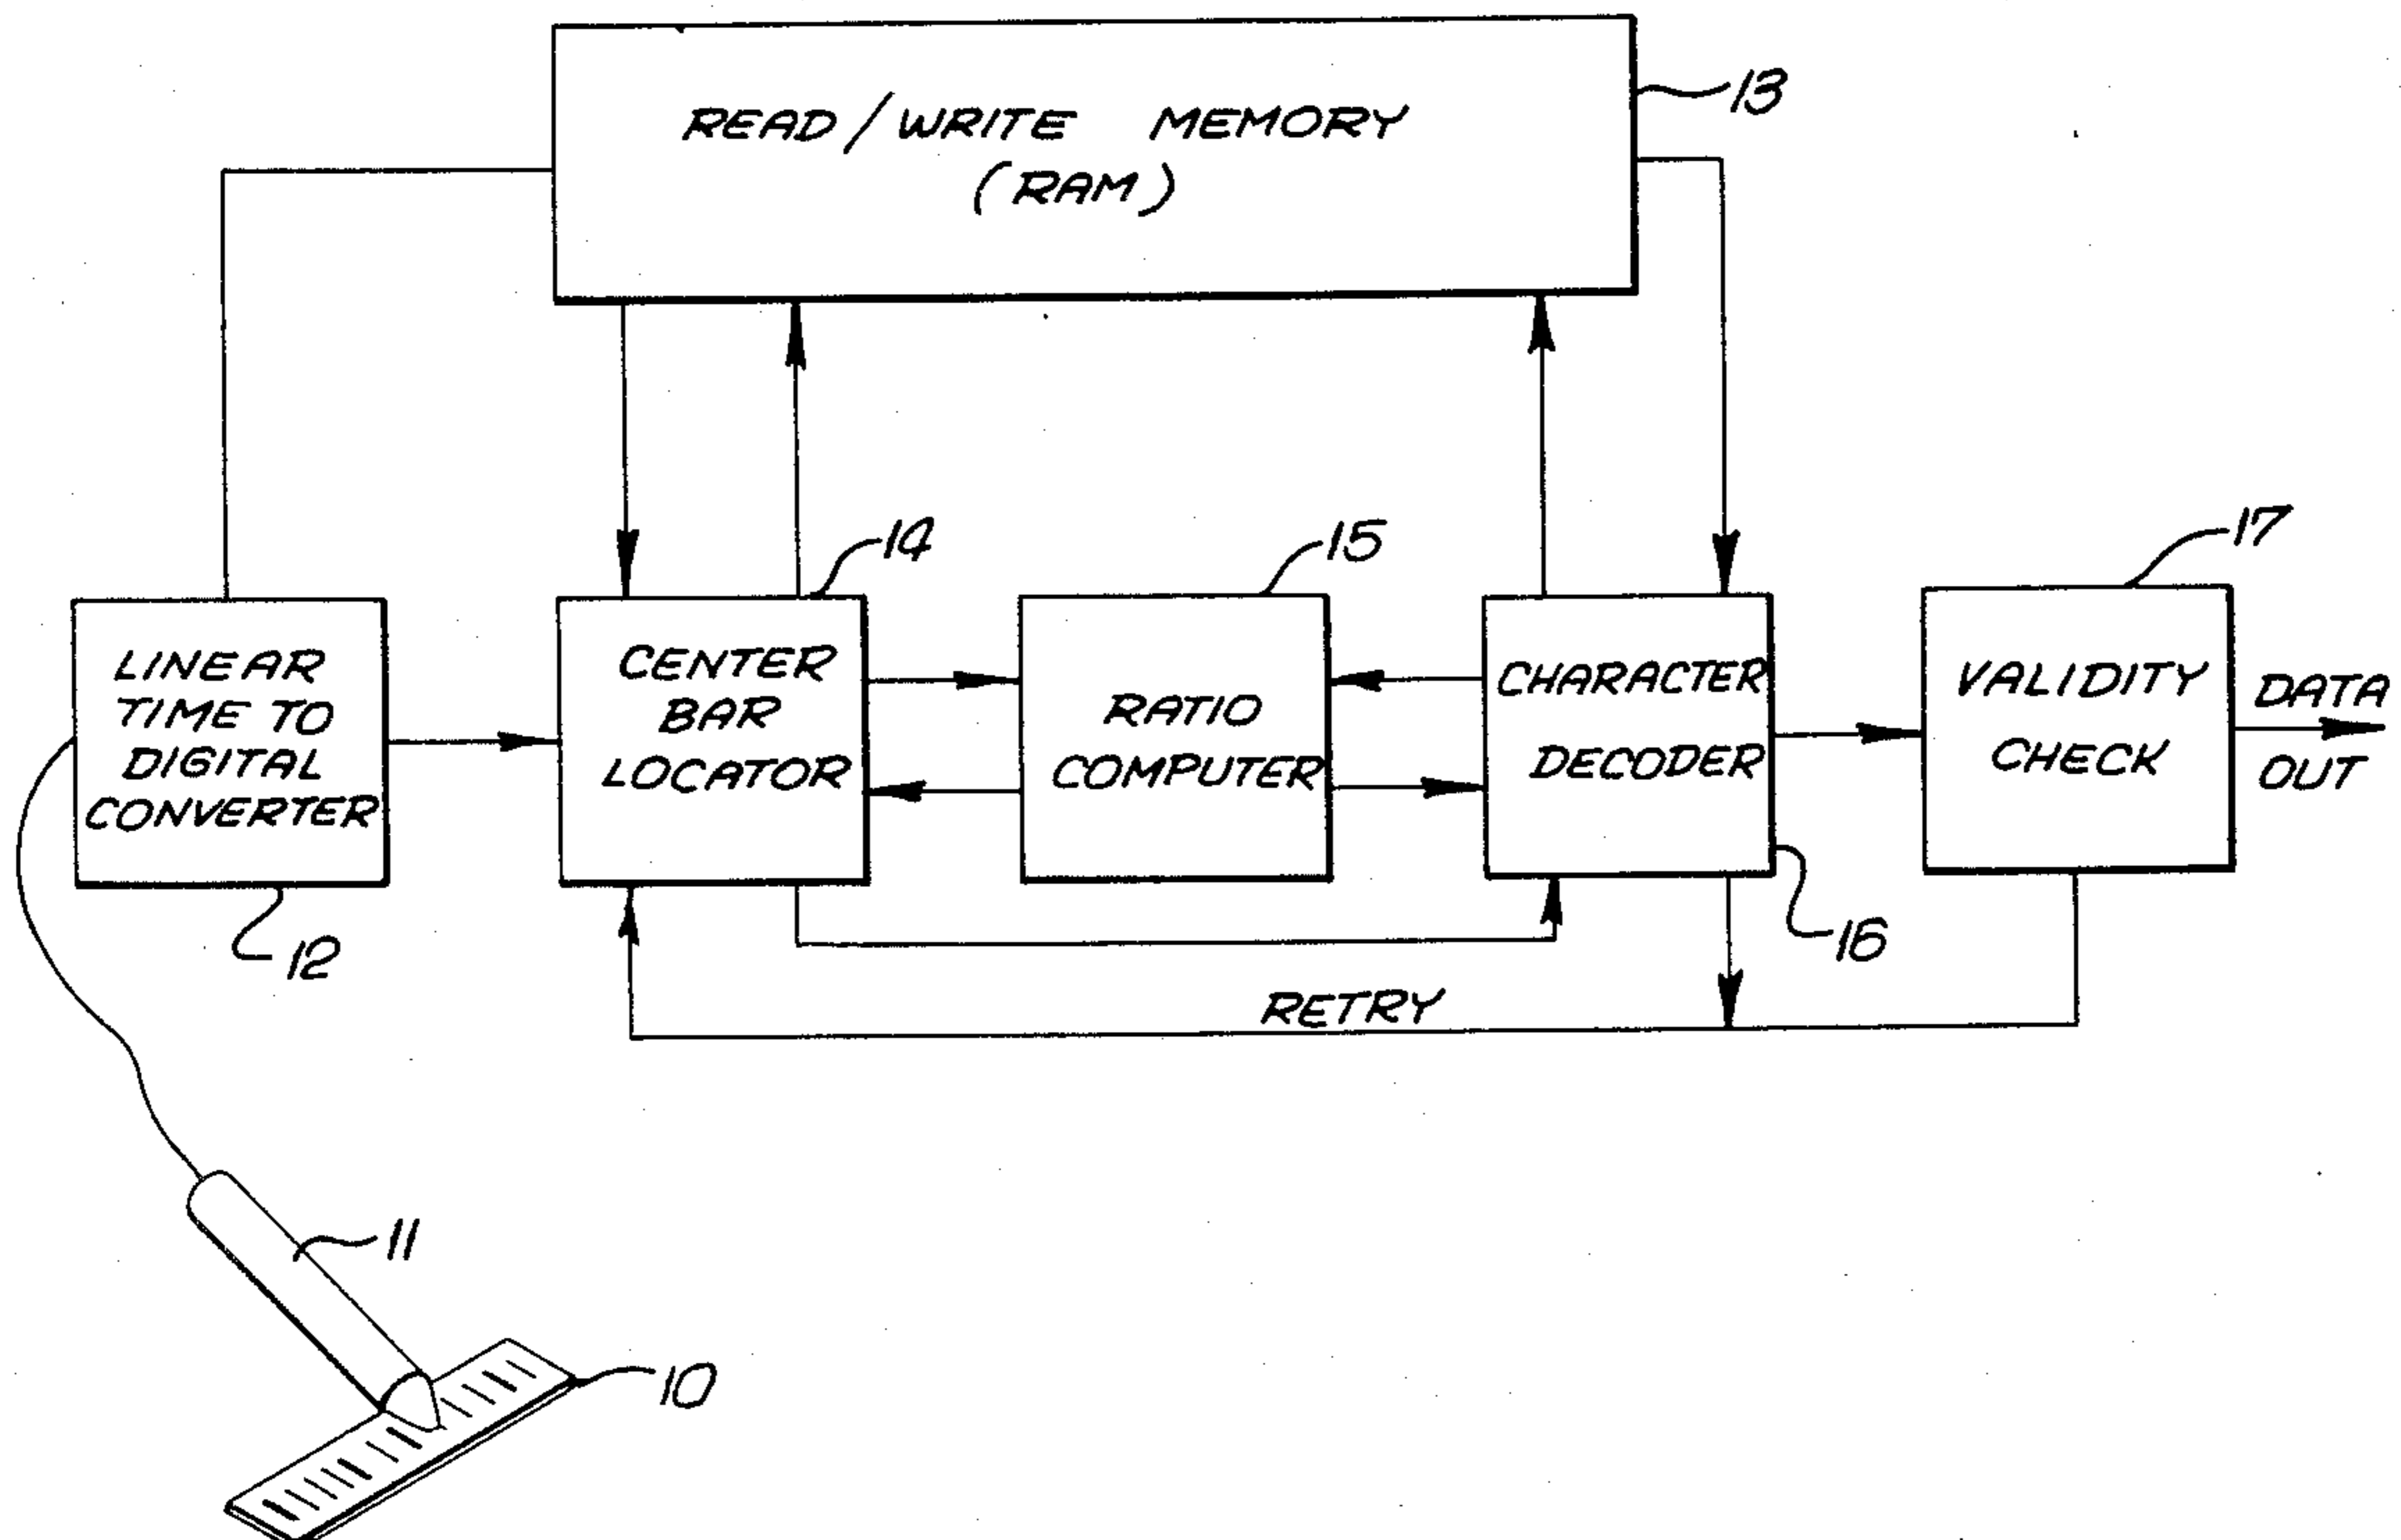 READ/WRITE MEMORY
(RAM)
13
14
15
17
LINEAR
TIME TO
DIGITAL
CONVERTER
CENTER
BAR
LOCATOR
RATIO
COMPUTER
CHARACTER
DECODER
VALIDITY
CHECK
DATA
OUT
12
16
RETRY
11
10